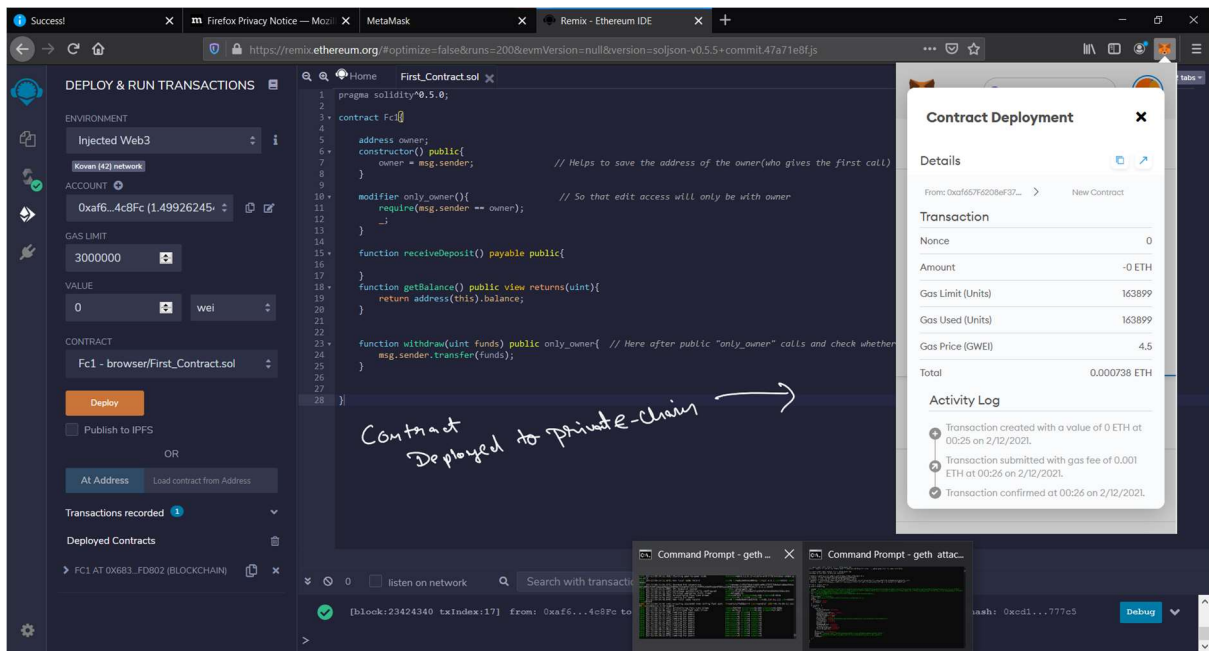 Success!
Firefox Privacy Notice — Mozil
MetaMask
Remix - Ethereum IDE
https://remix.ethereum.org/#optimize=false&runs=200&evmVersion=null&version=soljson-v0.5.5+commit.47a71e8f.js
DEPLOY & RUN TRANSACTIONS
ENVIRONMENT
Injected Web3
Kovan (42) network
ACCOUNT
0xaf6...4c8Fc (1.499262454
GAS LIMIT
3000000
VALUE
0 wei
CONTRACT
Fc1 - browser/First_Contract.sol
Deploy
Publish to IPFS
OR
At Address Load contract from Address
Transactions recorded 1
Deployed Contracts
FC1 AT 0X683...FD802 (BLOCKCHAIN)
Home First_Contract.sol
1 pragma solidity^0.5.0;
2
3 contract Fc1{
4
5 address owner;
6 constructor() public{
7 owner = msg.sender; // Helps to save the address of the owner(who gives the first call)
8 }
9
10 modifier only_owner(){ // So that edit access will only be with owner
11 require(msg.sender == owner);
12 _;
13 }
14
15 function receiveDeposit() payable public{
16
17 }
18 function getBalance() public view returns(uint){
19 return address(this).balance;
20 }
21
22
23 function withdraw(uint funds) public only_owner{ // Here after public "only_owner" calls and check whether
24 msg.sender.transfer(funds);
25 }
26
27
28 }
Contract
Deployed to private-chain
tabs
Contract Deployment
Details
From: 0xaf657F6208eF37... > New Contract
Transaction
Nonce 0
Amount -0 ETH
Gas Limit (Units) 163899
Gas Used (Units) 163899
Gas Price (GWEI) 4.5
Total 0.000738 ETH
Activity Log
Transaction created with a value of 0 ETH at
00:25 on 2/12/2021.
Transaction submitted with gas fee of 0.001
ETH at 00:26 on 2/12/2021.
Transaction confirmed at 00:26 on 2/12/2021.
Command Prompt - geth ...
Command Prompt - geth attac...
0 listen on network Search with transactio
[block:23424340 txIndex:17] from: 0xaf6...4c8Fc to
hash: 0xcd1...777c5 Debug
>